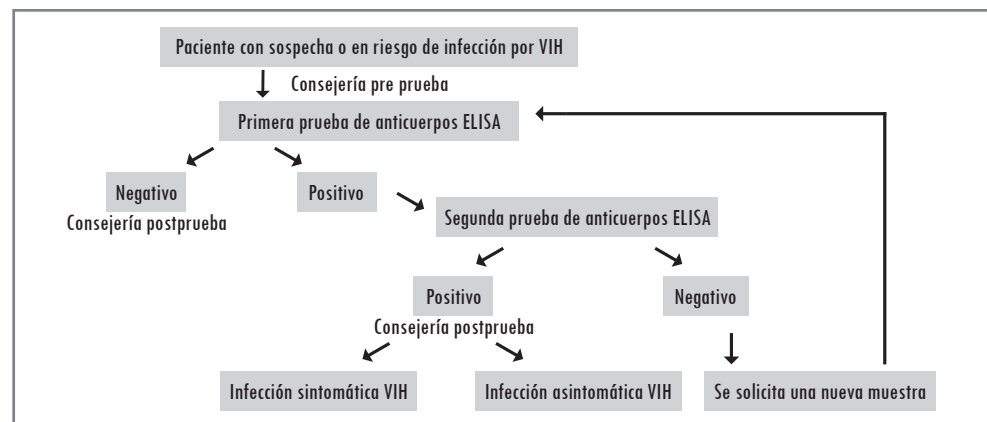 Paciente con sospecha o en riesgo de infección por VIH
Consejería pre prueba
Primera prueba de anticuerpos ELISA
Negativo
Positivo
Consejería postprueba
Segunda prueba de anticuerpos ELISA
Positivo
Negativo
Consejería postprueba
Infección sintomática VIH
Infección asintomática VIH
Se solicita una nueva muestra